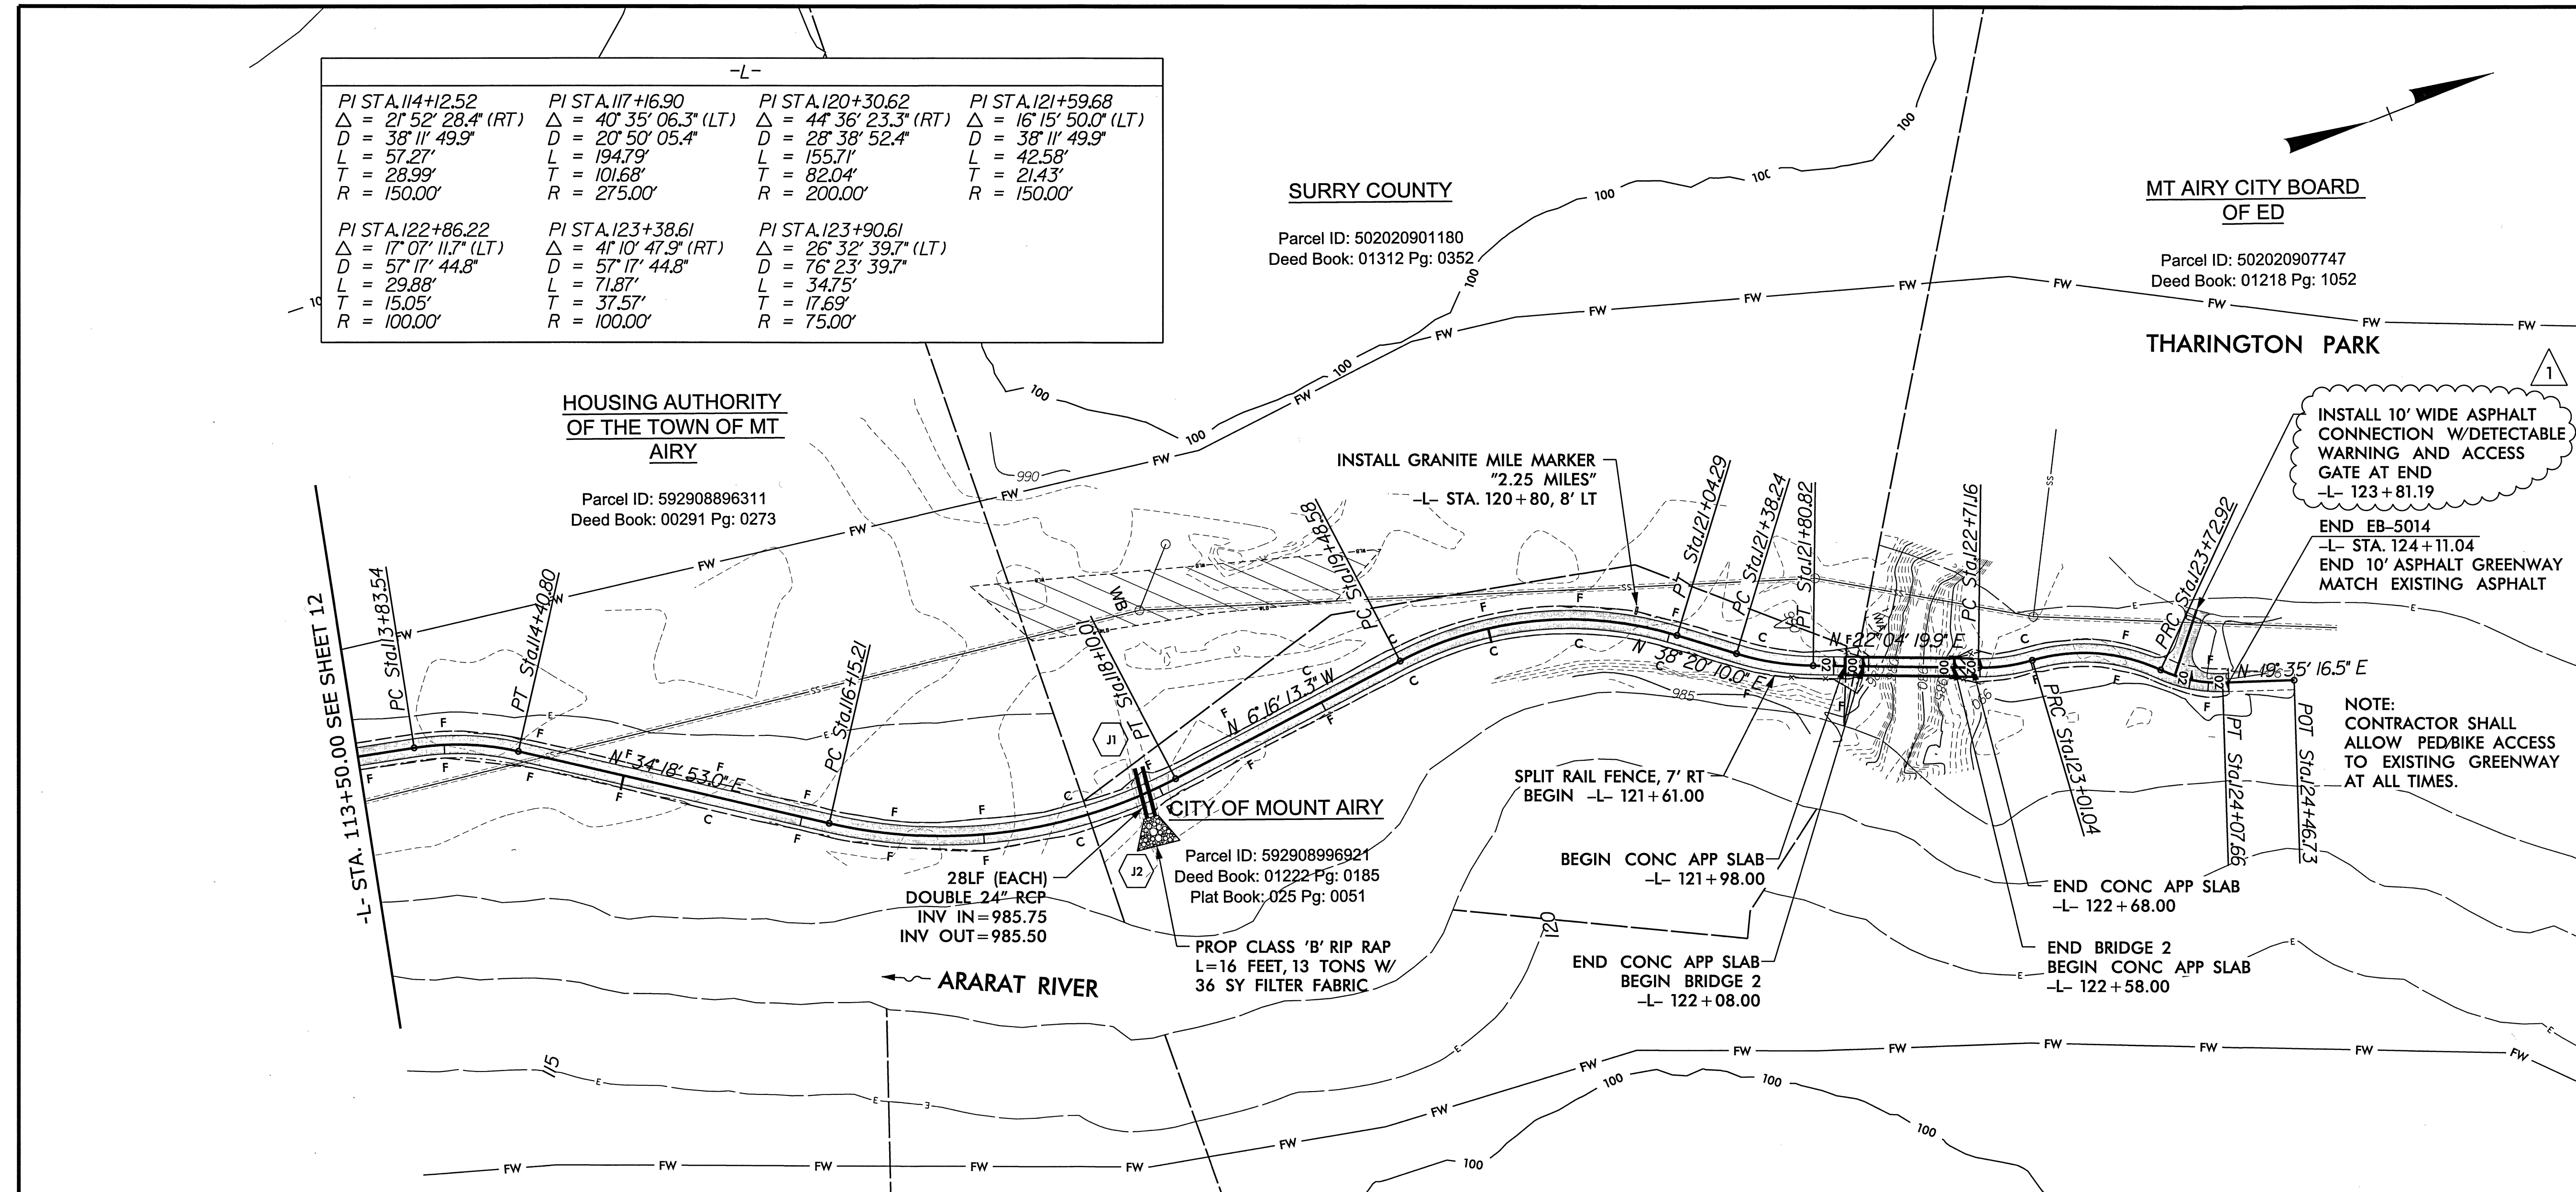 -L-
PI STA.114+12.52
△ = 21° 52' 28.4" (RT)
D = 38° 11' 49.9"
L = 57.27'
T = 28.99'
R = 150.00'
PI STA.117+16.90
△ = 40° 35' 06.3" (LT)
D = 20° 50' 05.4"
L = 194.79'
T = 101.68'
R = 275.00'
PI STA.120+30.62
△ = 44° 36' 23.3" (RT)
D = 28° 38' 52.4"
L = 155.71'
T = 82.04'
R = 200.00'
PI STA.121+59.68
△ = 16° 15' 50.0" (LT)
D = 38° 11' 49.9"
L = 42.58'
T = 21.43'
R = 150.00'
PI STA.122+86.22
△ = 17° 07' 11.7" (LT)
D = 57° 17' 44.8"
L = 29.88'
T = 15.05'
R = 100.00'
PI STA.123+38.61
△ = 41° 10' 47.9" (RT)
D = 57° 17' 44.8"
L = 71.87'
T = 37.57'
R = 100.00'
PI STA.123+90.61
△ = 26° 32' 39.7" (LT)
D = 76° 23' 39.7"
L = 34.75'
T = 17.69'
R = 75.00'
SURRY COUNTY
Parcel ID: 502020901180
Deed Book: 01312 Pg: 0352
MT AIRY CITY BOARD
OF ED
Parcel ID: 502020907747
Deed Book: 01218 Pg: 1052
THARINGTON PARK
1
INSTALL 10' WIDE ASPHALT
CONNECTION W/DETECTABLE
WARNING AND ACCESS
GATE AT END
-L- 123+81.19
END EB-5014
-L- STA. 124+11.04
END 10' ASPHALT GREENWAY
MATCH EXISTING ASPHALT
HOUSING AUTHORITY
OF THE TOWN OF MT
AIRY
Parcel ID: 592908896311
Deed Book: 00291 Pg: 0273
INSTALL GRANITE MILE MARKER
"2.25 MILES"
-L- STA. 120+80, 8' LT
990
WB
-L- STA. 113+50.00 SEE SHEET 12
PC Sta.113+83.54
PT Sta.114+40.80
N 34° 18' 53.0" E
PC Sta.116+15.21
PT Sta.118+10.0
J1
J2
N 6° 16' 13.3" W
PC Sta.119+48.58
PT Sta.121+04.29
N 38° 20' 10.0" E
PC Sta.121+38.24
PT Sta.121+80.82
N 22° 04' 19.9" E
PC Sta.122+71.16
PRC Sta.123+01.04
PRC Sta.123+72.92
N 19° 35' 16.5" E
PT Sta.124+07.66
POT Sta.124+46.73
985
NOTE:
CONTRACTOR SHALL
ALLOW PED/BIKE ACCESS
TO EXISTING GREENWAY
AT ALL TIMES.
SPLIT RAIL FENCE, 7' RT
BEGIN -L- 121+61.00
CITY OF MOUNT AIRY
Parcel ID: 592908996921
Deed Book: 01222 Pg: 0185
Plat Book: 025 Pg: 0051
28LF (EACH)
DOUBLE 24" RCP
INV IN=985.75
INV OUT=985.50
PROP CLASS 'B' RIP RAP
L=16 FEET, 13 TONS W/
36 SY FILTER FABRIC
BEGIN CONC APP SLAB
-L- 121+98.00
END CONC APP SLAB
BEGIN BRIDGE 2
-L- 122+08.00
END CONC APP SLAB
-L- 122+68.00
END BRIDGE 2
BEGIN CONC APP SLAB
-L- 122+58.00
ARARAT RIVER
115
120
FW
100